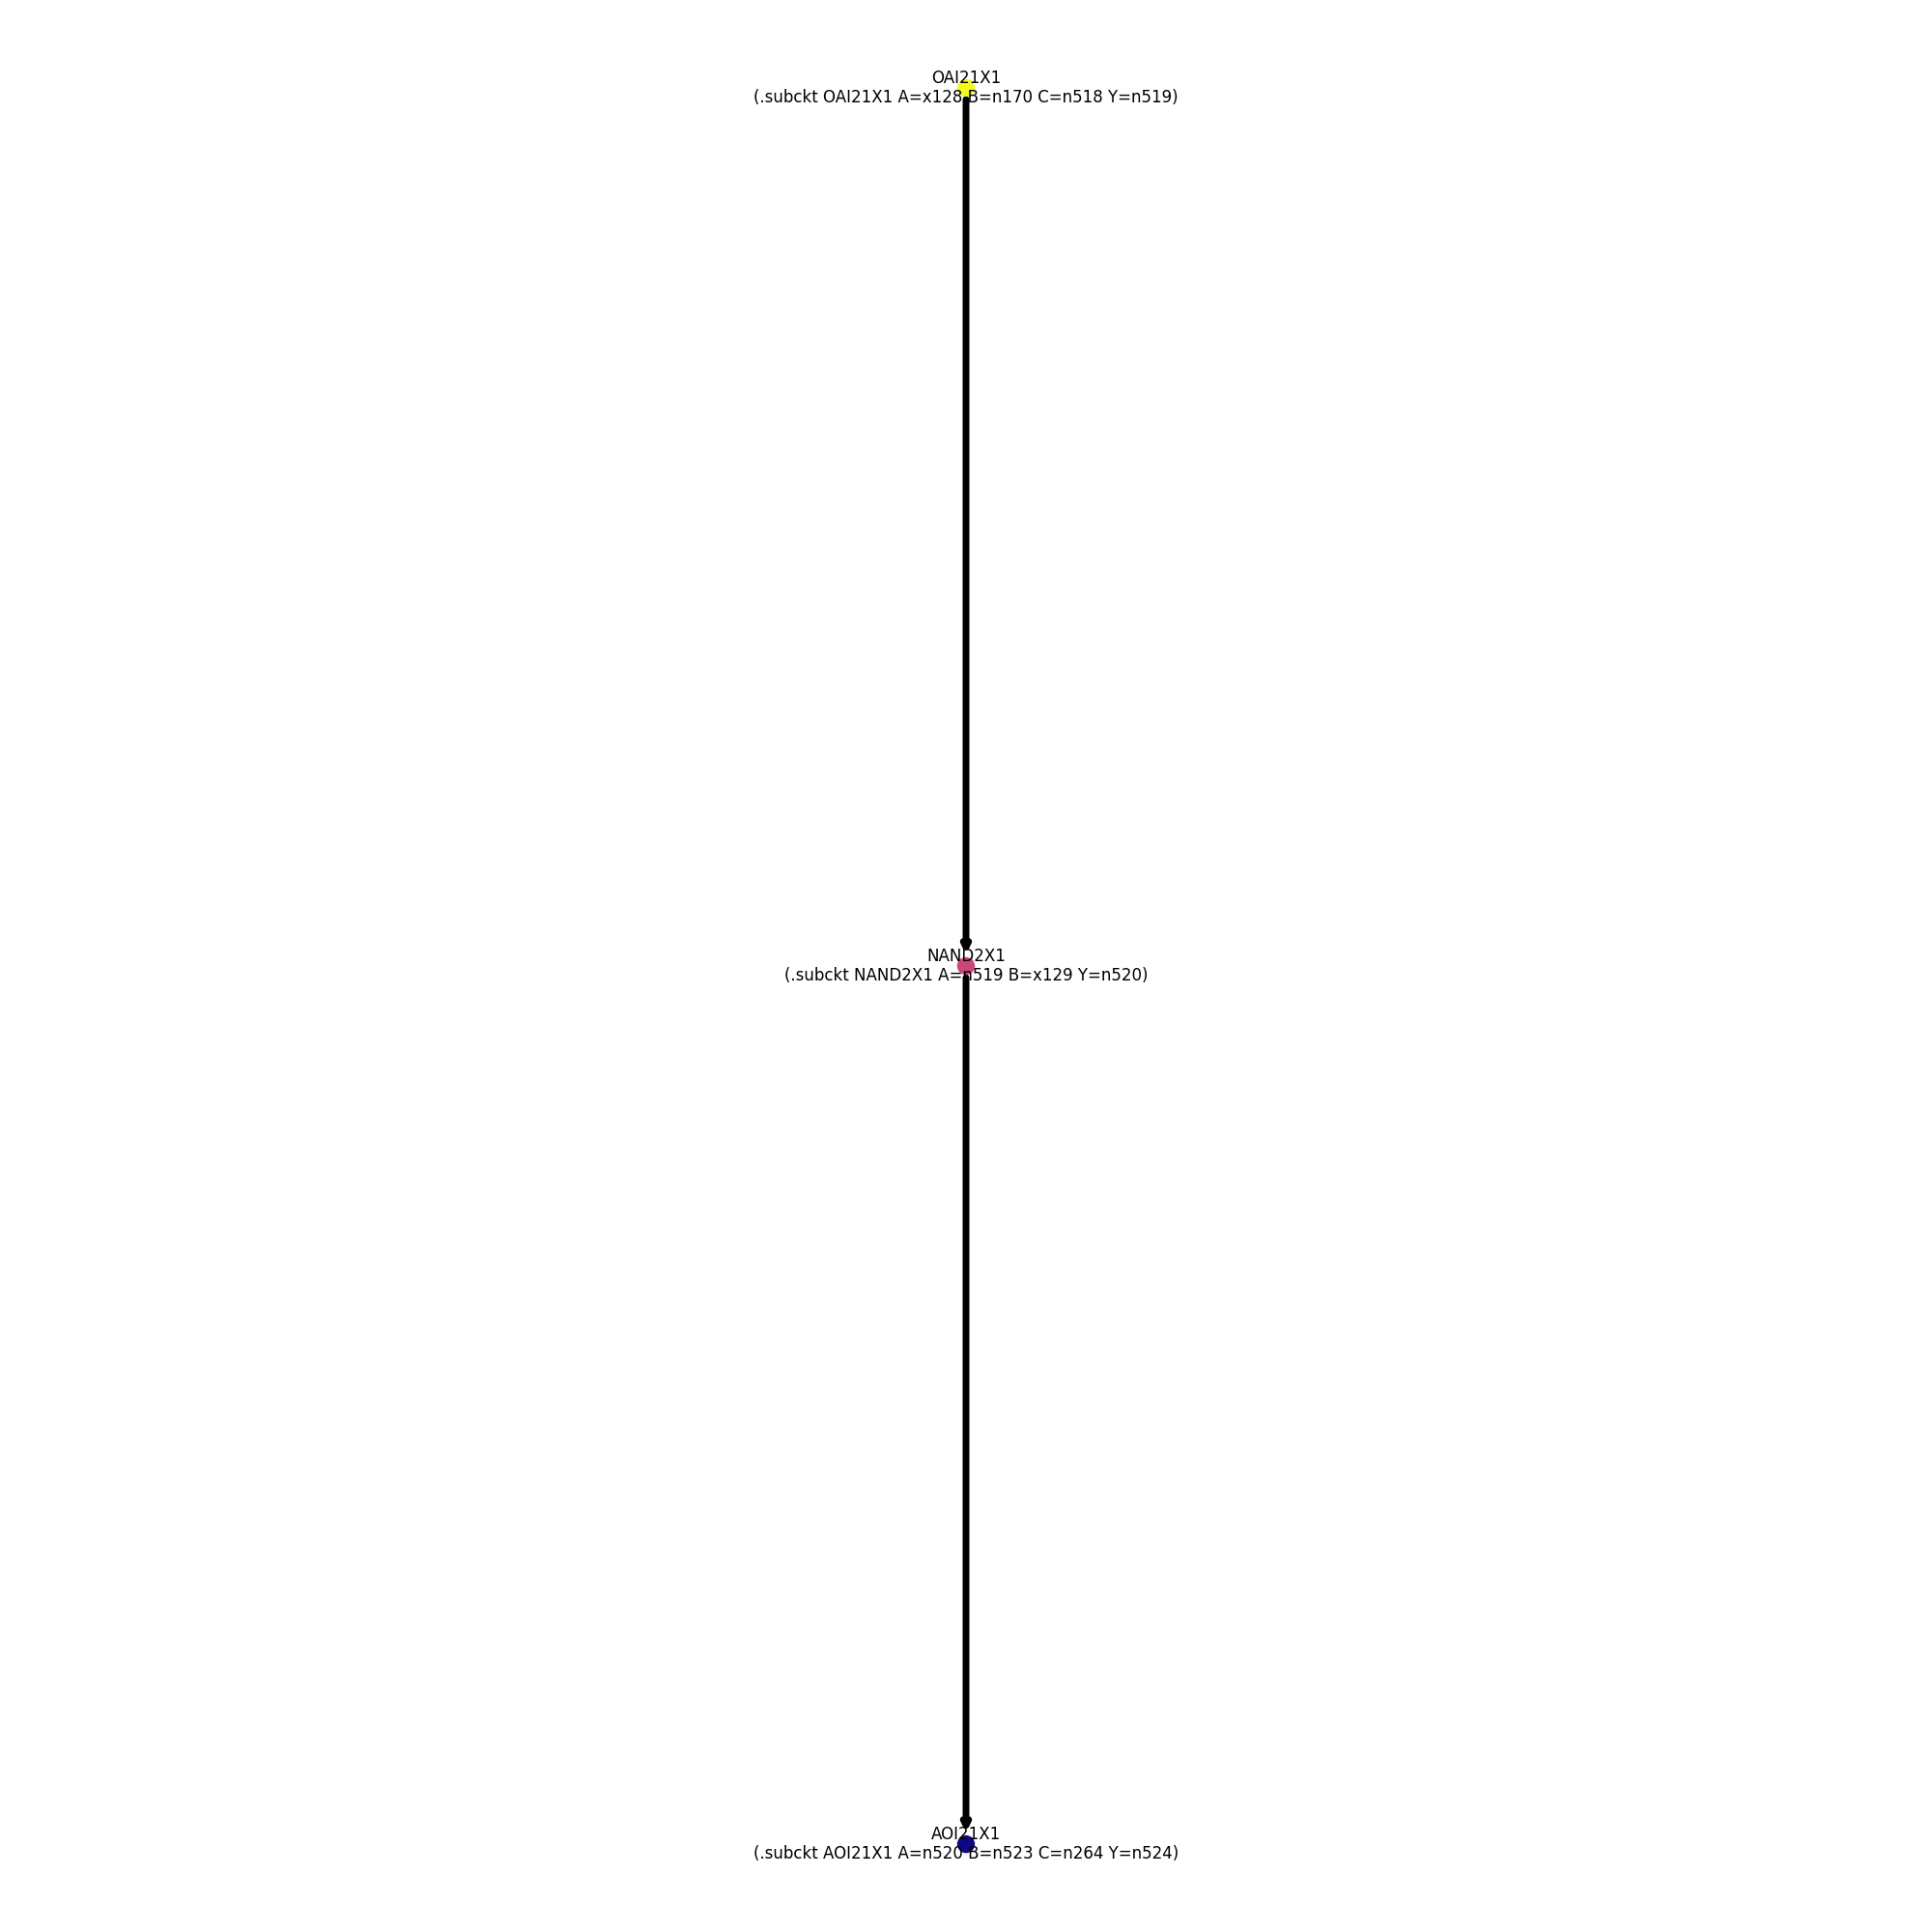 OAI21X1
(.subckt OAI21X1 A=x128 B=n170 C=n518 Y=n519)
NAND2X1
(.subckt NAND2X1 A=n519 B=x129 Y=n520)
AOI21X1
(.subckt AOI21X1 A=n520 B=n523 C=n264 Y=n524)